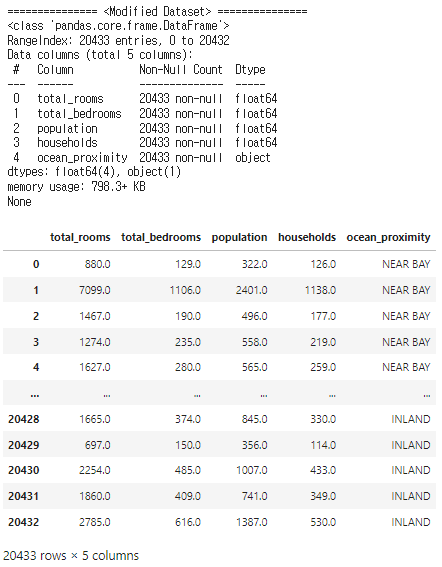 =============== <Modified Dataset> ===============
<class 'pandas.core.frame.DataFrame'>
RangeIndex: 20433 entries, 0 to 20432
Data columns (total 5 columns):
 #   Column           Non-Null Count  Dtype
---  ------           --------------  -----
 0   total_rooms      20433 non-null  float64
 1   total_bedrooms   20433 non-null  float64
 2   population       20433 non-null  float64
 3   households       20433 non-null  float64
 4   ocean_proximity  20433 non-null  object
dtypes: float64(4), object(1)
memory usage: 798.3+ KB
None
total_rooms total_bedrooms population households ocean_proximity
0 880.0 129.0 322.0 126.0 NEAR BAY
1 7099.0 1106.0 2401.0 1138.0 NEAR BAY
2 1467.0 190.0 496.0 177.0 NEAR BAY
3 1274.0 235.0 558.0 219.0 NEAR BAY
4 1627.0 280.0 565.0 259.0 NEAR BAY
... ... ... ... ... ...
20428 1665.0 374.0 845.0 330.0 INLAND
20429 697.0 150.0 356.0 114.0 INLAND
20430 2254.0 485.0 1007.0 433.0 INLAND
20431 1860.0 409.0 741.0 349.0 INLAND
20432 2785.0 616.0 1387.0 530.0 INLAND
20433 rows × 5 columns